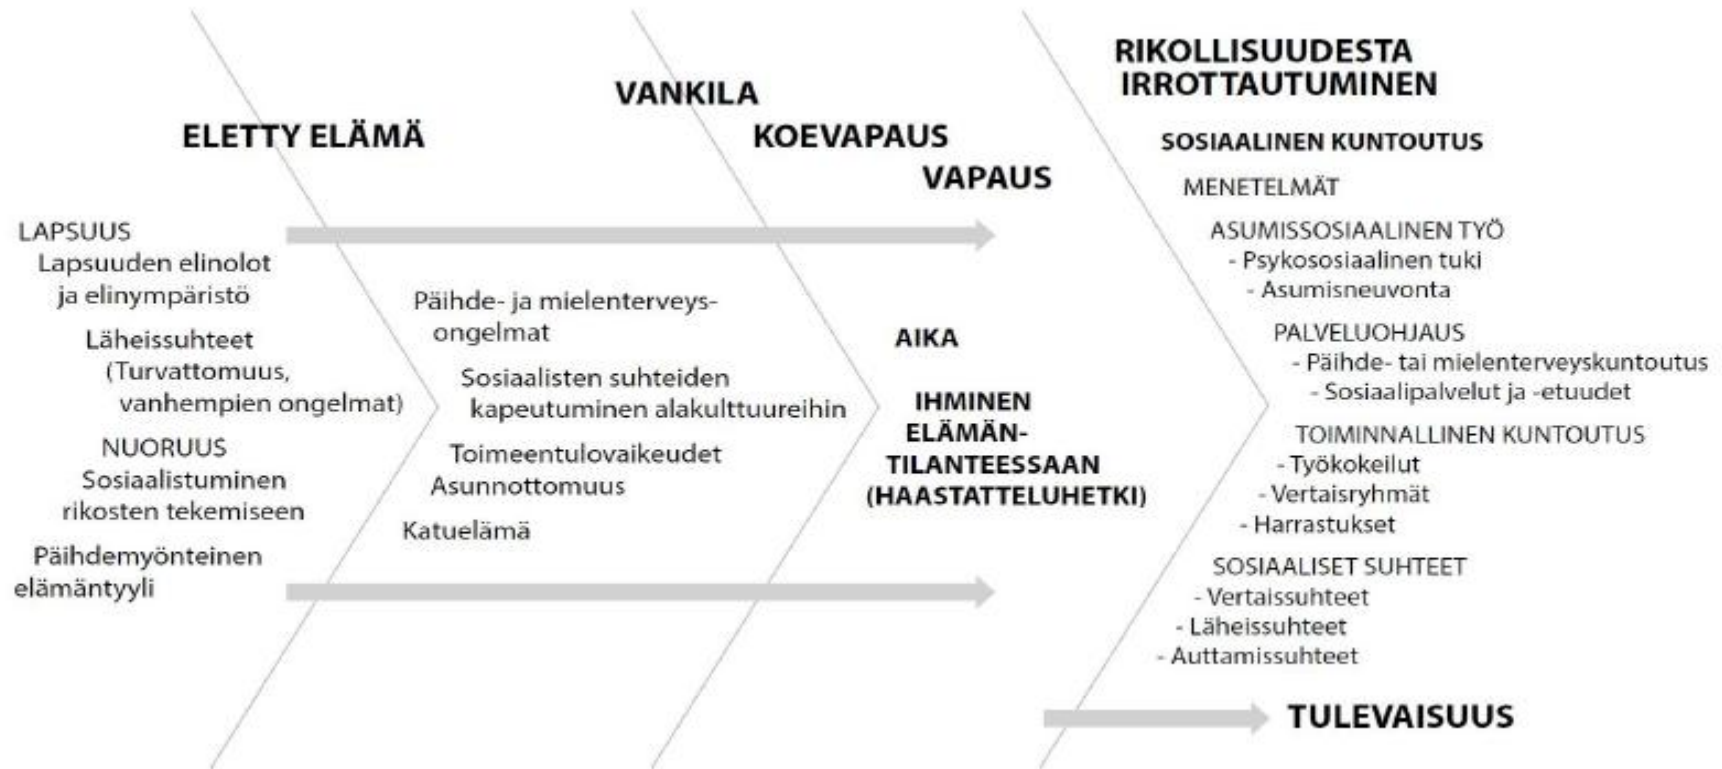 ELETTY ELÄMÄ
LAPSUUS
Lapsuuden elinolot
ja elinympäristö
Läheissuhteet
(Turvattomuus,
vanhempien ongelmat)
NUORUUS
Sosiaalistuminen
rikosten tekemiseen
Päihdemyönteinen
elämäntyyli
Päihde- ja mielenterveys-
ongelmat
Sosiaalisten suhteiden
kapeutuminen alakulttuureihin
Toimeentulovaikeudet
Asunnottomuus
Katuelämä
VANKILA
KOEVAPAUS
VAPAUS
AIKA
IHMINEN
ELÄMÄN-
TILANTEESSAAN
(HAASTATTELUHETKI)
RIKOLLISUUDESTA
IRROTTAUTUMINEN
SOSIAALINEN KUNTOUTUS
MENETELMÄT
ASUMISSOSIAALINEN TYÖ
- Psykososiaalinen tuki
- Asumisneuvonta
PALVELUOHJAUS
- Päihde- tai mielenterveyskuntoutus
- Sosiaalipalvelut ja -etuudet
TOIMINNALLINEN KUNTOUTUS
- Työkokeilut
- Vertaisryhmät
- Harrastukset
SOSIAALISET SUHTEET
- Vertaissuhteet
- Läheissuhteet
- Auttamissuhteet
TULEVAISUUS